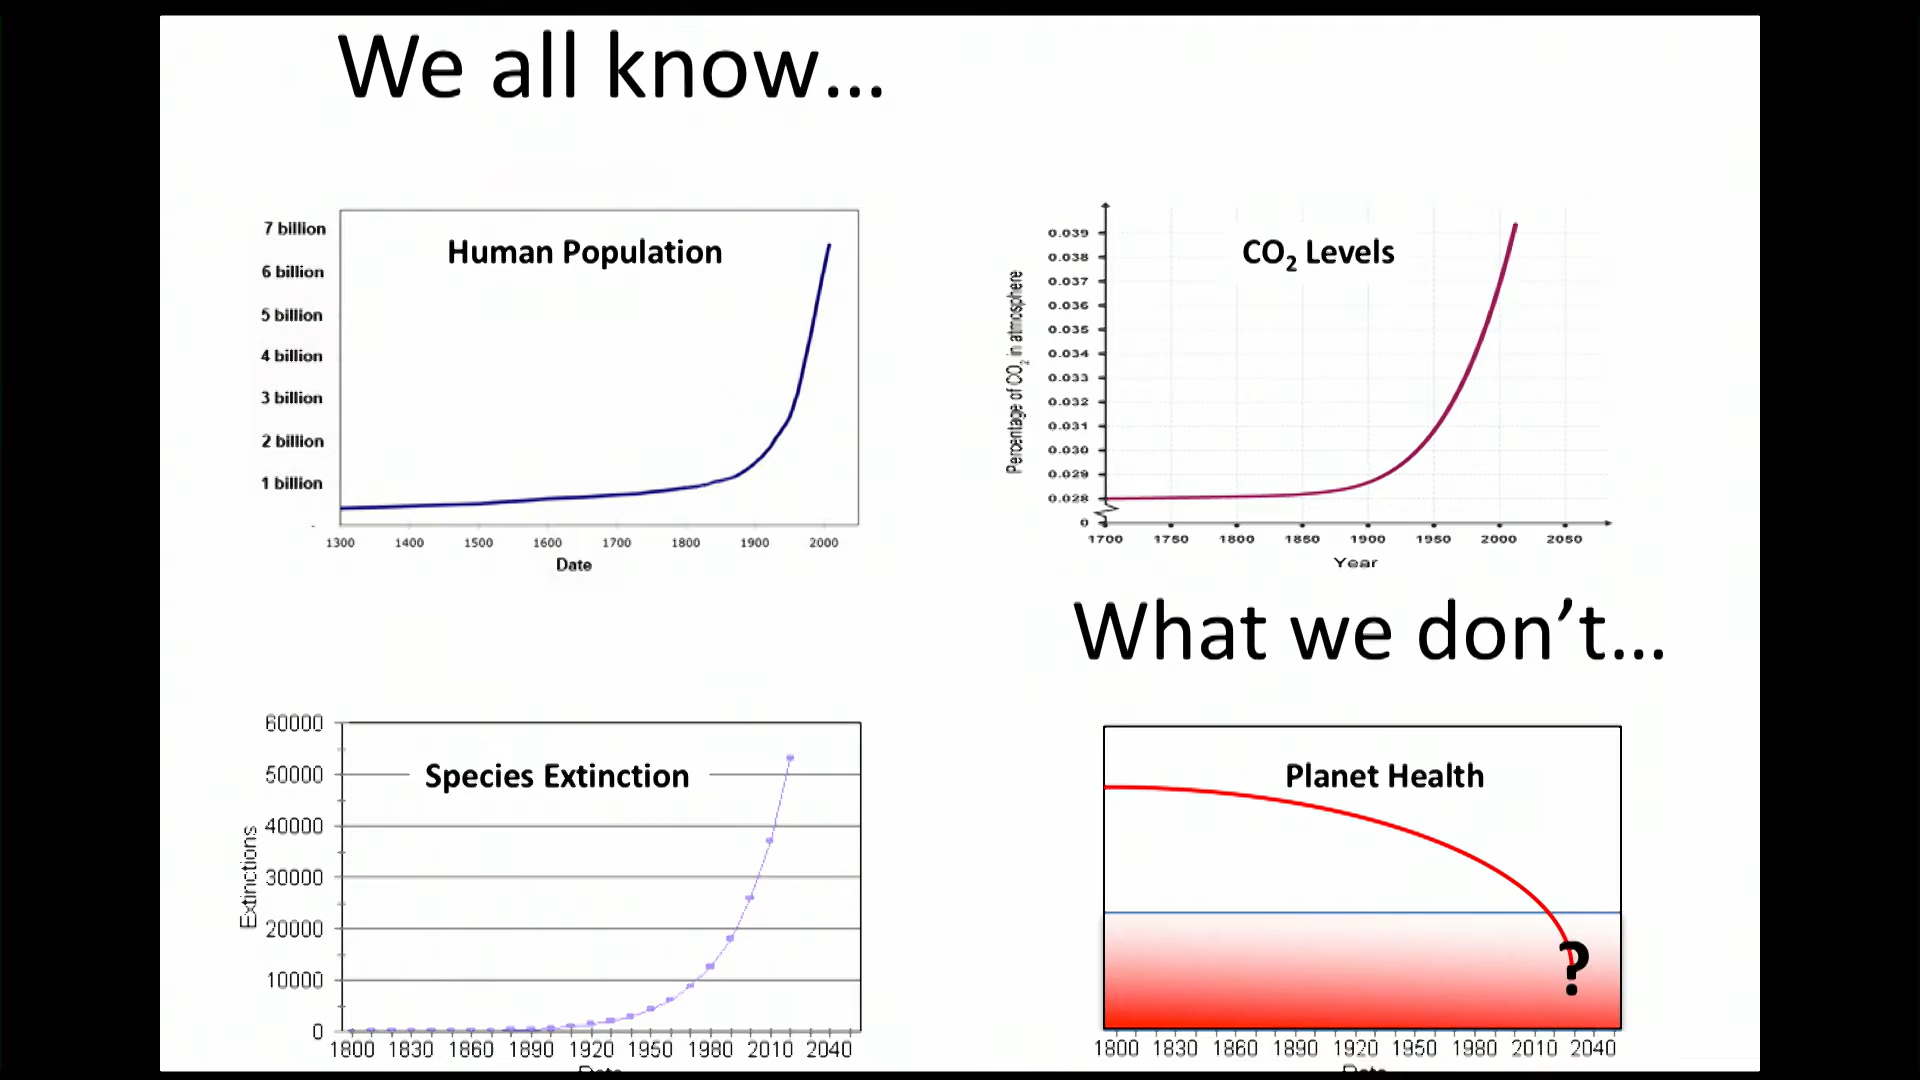 We all know...
Human Population
7 billion
6 billion
5 billion
4 billion
3 billion
2 billion
1 billion
-
1300 1400 1500 1600 1700 1800 1900 2000
Date
CO₂ Levels
Percentage of CO₂ in atmosphere
0.039
0.038
0.037
0.036
0.035
0.034
0.033
0.032
0.031
0.030
0.029
0.028
0
1700 1750 1800 1850 1900 1950 2000 2050
Year
What we don't...
Species Extinction
Extinctions
60000
50000
40000
30000
20000
10000
0
1800 1830 1860 1890 1920 1950 1980 2010 2040
Date
Planet Health
?
1800 1830 1860 1890 1920 1950 1980 2010 2040
Date